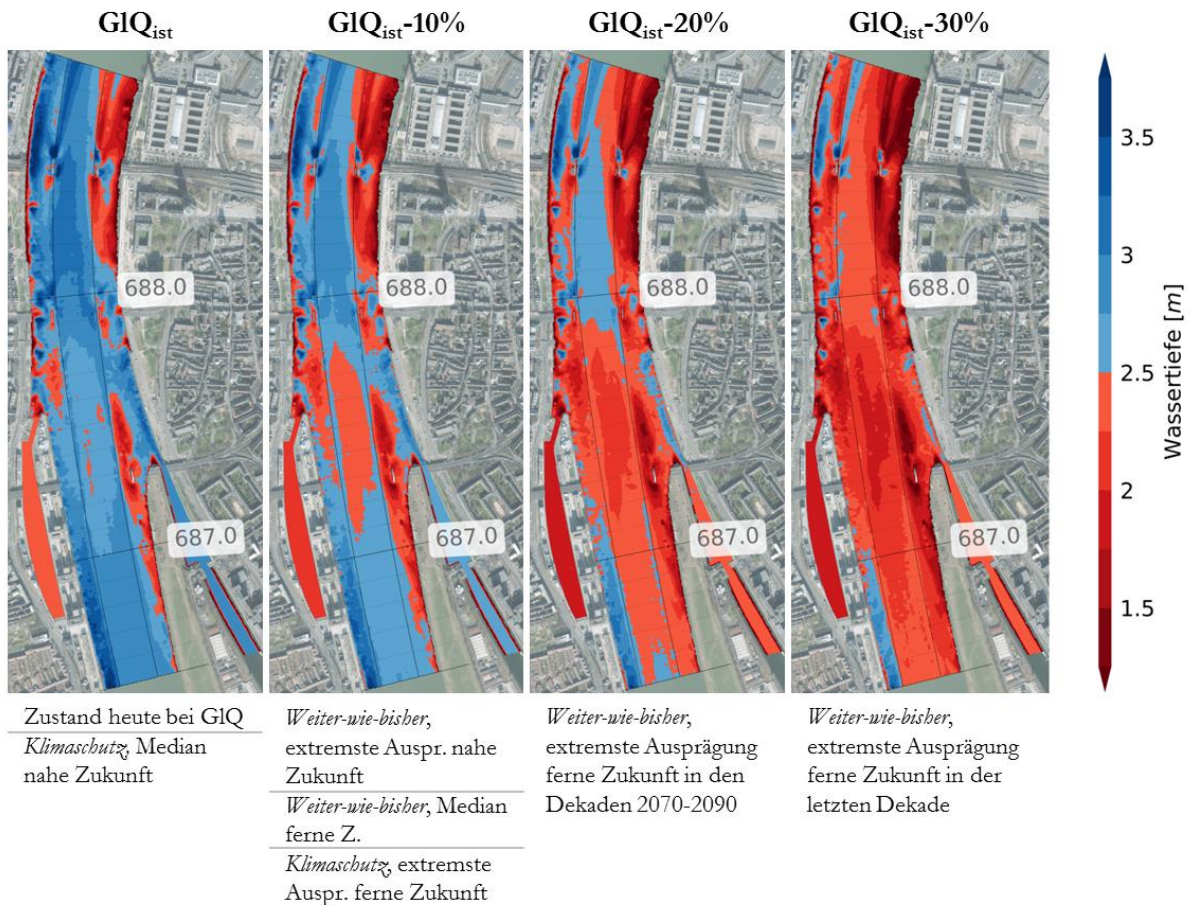 GlQist
GlQist-10%
GlQist-20%
GlQist-30%
688.0
688.0
688.0
688.0
687.0
687.0
687.0
687.0
3.5
3
2.5
2
1.5
Wassertiefe [m]
Zustand heute bei GlQ
Klimaschutz, Median
nahe Zukunft
Weiter-wie-bisher,
extremste Auspr. nahe
Zukunft
Weiter-wie-bisher, Median
ferne Z.
Klimaschutz, extremste
Auspr. ferne Zukunft
Weiter-wie-bisher,
extremste Ausprägung
ferne Zukunft in den
Dekaden 2070-2090
Weiter-wie-bisher,
extremste Ausprägung
ferne Zukunft in der
letzten Dekade